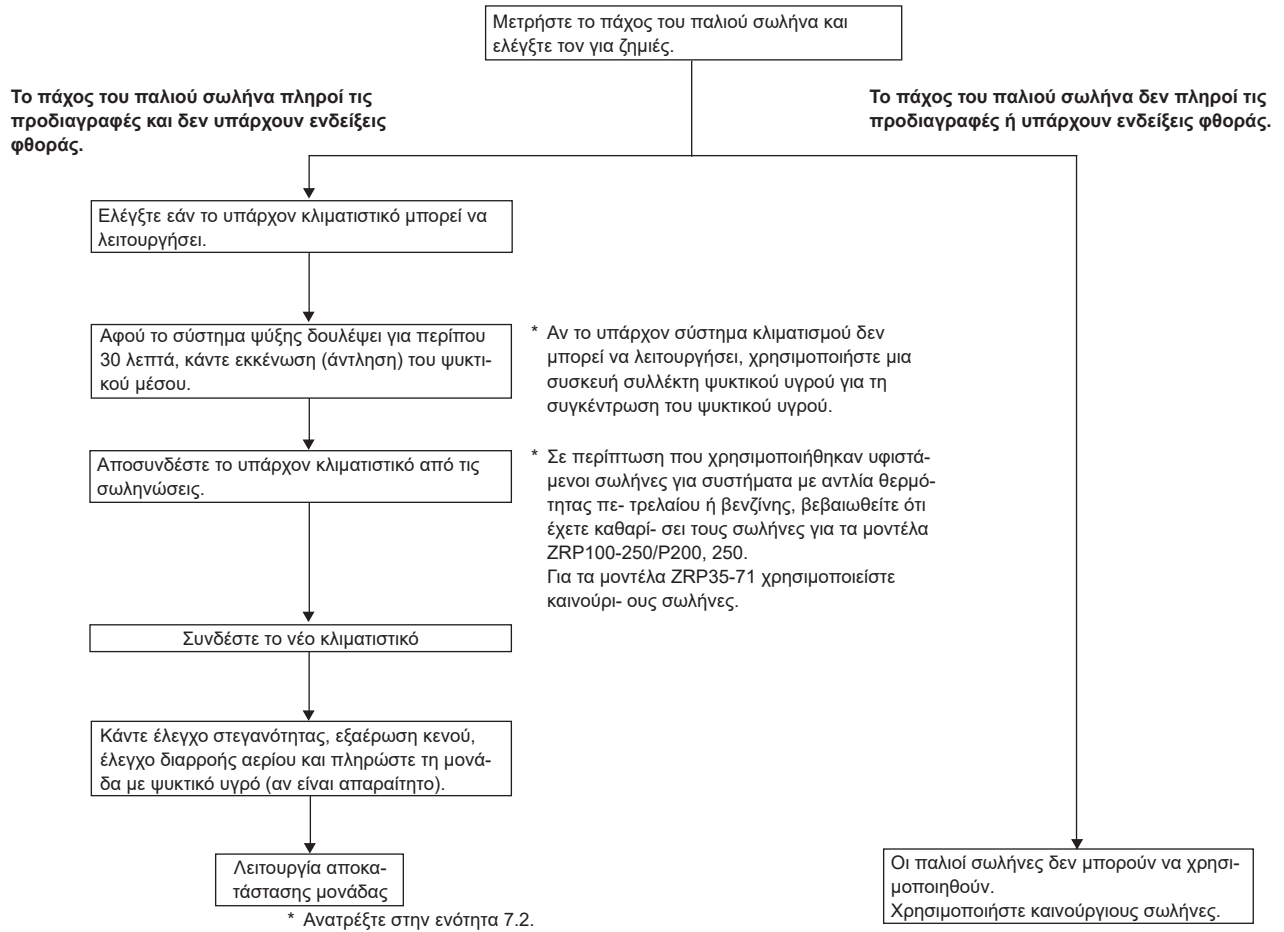 Μετρήστε το πάχος του παλιού σωλήνα και
ελέγξτε τον για ζημιές.
Το πάχος του παλιού σωλήνα πληροί τις
προδιαγραφές και δεν υπάρχουν ενδείξεις
φθοράς.
Το πάχος του παλιού σωλήνα δεν πληροί τις
προδιαγραφές ή υπάρχουν ενδείξεις φθοράς.
Ελέγξτε εάν το υπάρχον κλιματιστικό μπορεί να
λειτουργήσει.
Αφού το σύστημα ψύξης δουλέψει για περίπου
30 λεπτά, κάντε εκκένωση (άντληση) του ψυκτι-
κού μέσου.
* Αν το υπάρχον σύστημα κλιματισμού δεν
μπορεί να λειτουργήσει, χρησιμοποιήστε μια
συσκευή συλλέκτη ψυκτικού υγρού για τη
συγκέντρωση του ψυκτικού υγρού.
Αποσυνδέστε το υπάρχον κλιματιστικό από τις
σωληνώσεις.
* Σε περίπτωση που χρησιμοποιήθηκαν υφιστά-
μενοι σωλήνες για συστήματα με αντλία θερμό-
τητας πε- τρελαίου ή βενζίνης, βεβαιωθείτε ότι
έχετε καθαρί- σει τους σωλήνες για τα μοντέλα
ZRP100-250/P200, 250.
Για τα μοντέλα ZRP35-71 χρησιμοποιείστε
καινούρι- ους σωλήνες.
Συνδέστε το νέο κλιματιστικό
Κάντε έλεγχο στεγανότητας, εξαέρωση κενού,
έλεγχο διαρροής αερίου και πληρώστε τη μονά-
δα με ψυκτικό υγρό (αν είναι απαραίτητο).
Λειτουργία αποκα-
τάστασης μονάδας
* Ανατρέξτε στην ενότητα 7.2.
Οι παλιοί σωλήνες δεν μπορούν να χρησι-
μοποιηθούν.
Χρησιμοποιήστε καινούργιους σωλήνες.